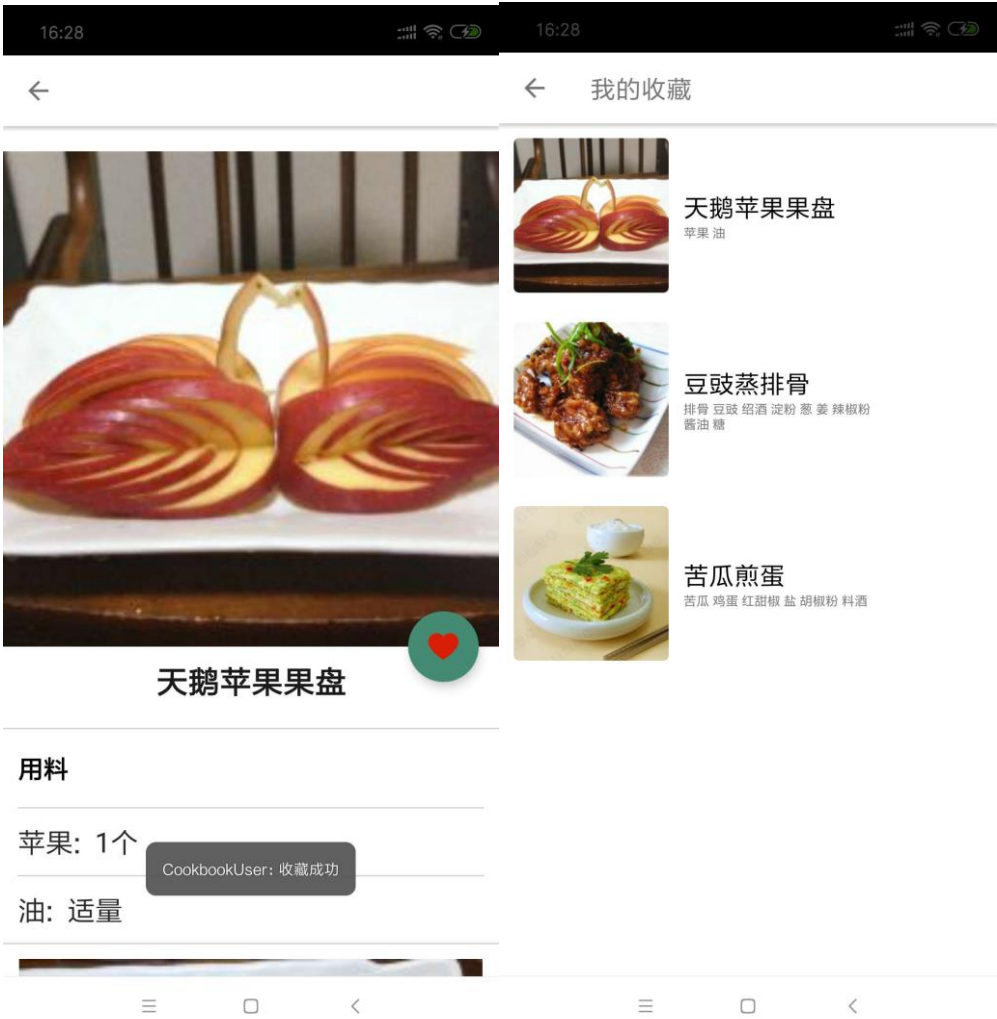 16:28
天鹅苹果果盘
用料
苹果: 1个
CookbookUser: 收藏成功
油: 适量
16:28
我的收藏
天鹅苹果果盘
苹果 油
豆豉蒸排骨
排骨 豆豉 绍酒 淀粉 葱 姜 辣椒粉
酱油 糖
苦瓜煎蛋
苦瓜 鸡蛋 红甜椒 盐 胡椒粉 料酒